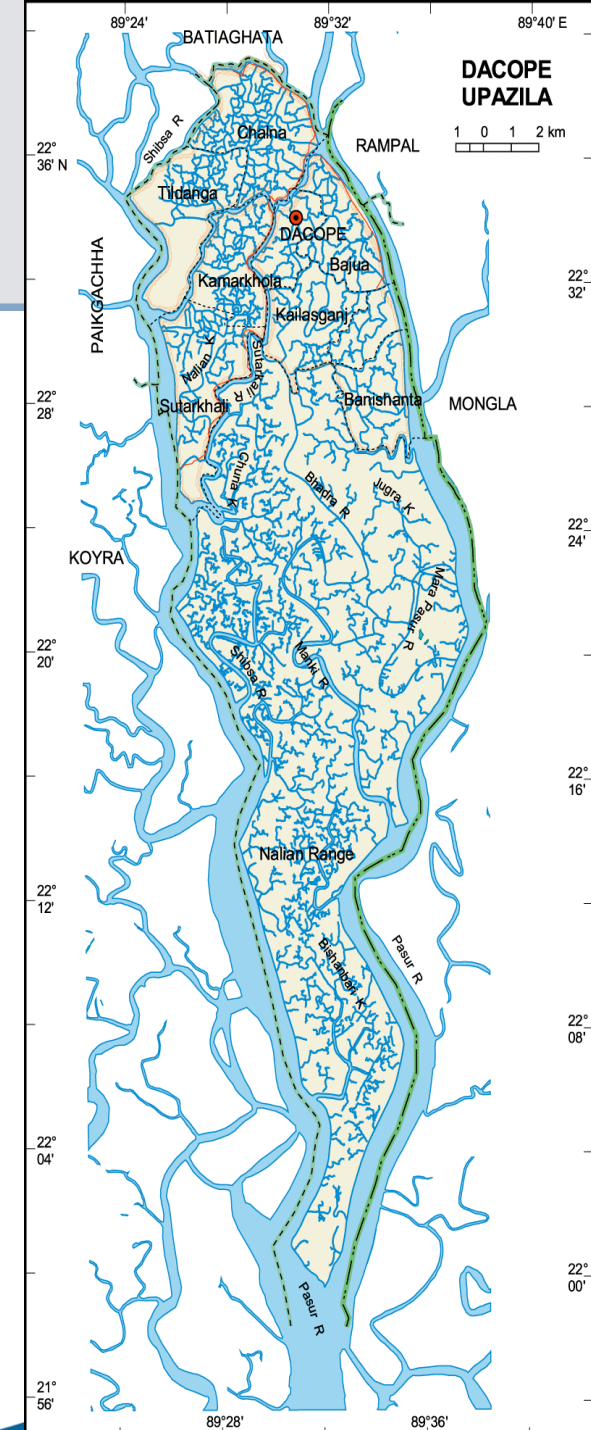 89°24'
89°32'
89°40' E
BATIAGHATA
DACOPE
UPAZILA
1 0 1 2 km
Shibsa R
Chalna
RAMPAL
22°
36' N
Tildanga
DACOPE
PAIKGACHHA
Bajua
22°
32'
Kamarkhola
Kailasganj
Nalian K
Sutarkhali R
22°
28'
Sutarkhali
Banishanta
MONGLA
Chuna K
Bhadra R
Jugra K
22°
24'
KOYRA
Mara Pasur R
22°
20'
Shibsa R
Manki R
22°
16'
Nalian Range
22°
12'
Bishanbari K
Pasur R
22°
08'
22°
04'
22°
00'
Pasur R
21°
56'
89°28'
89°36'